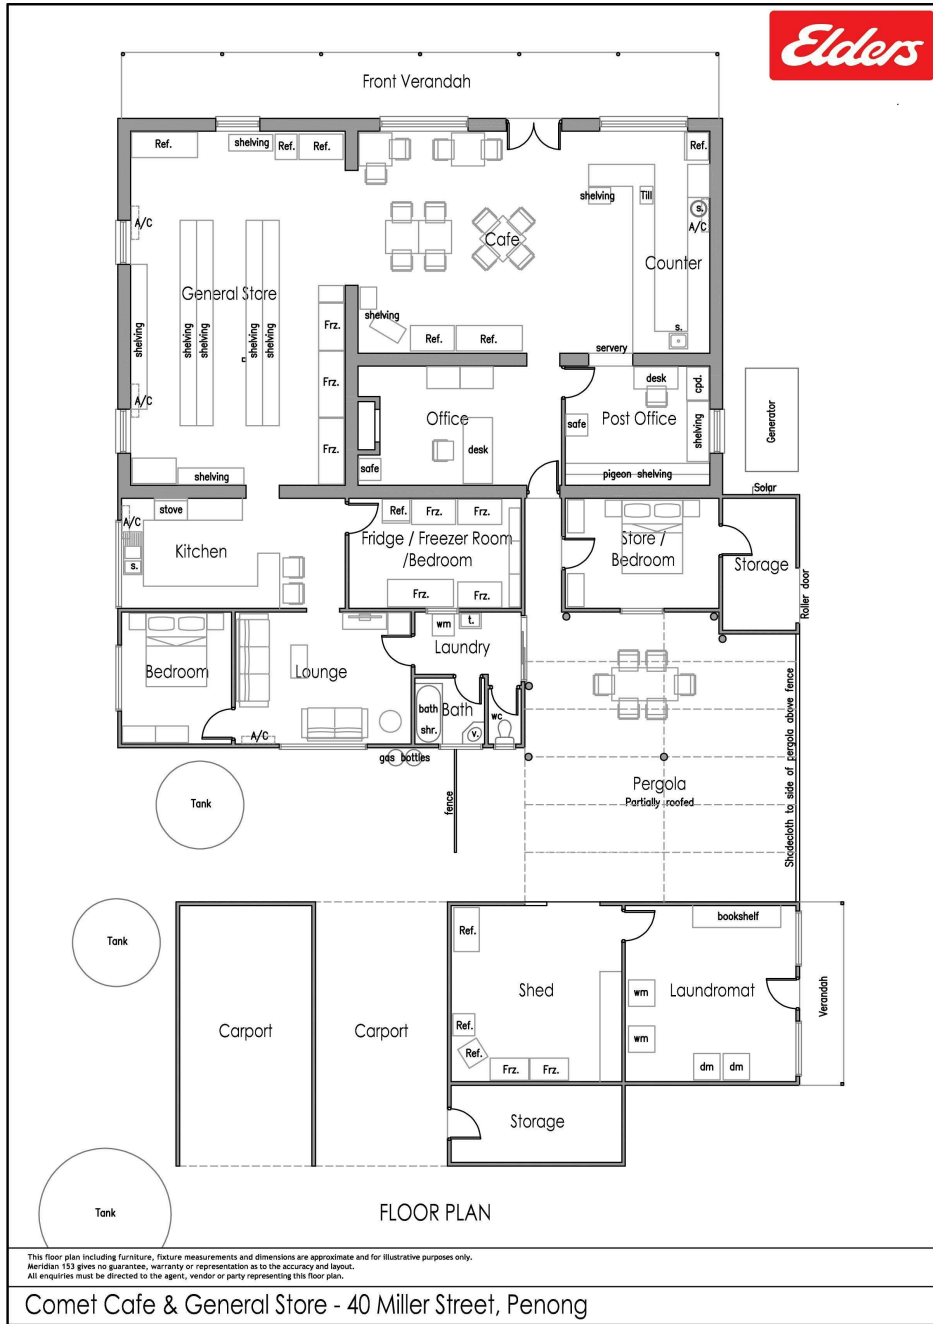 Elders
Front Verandah
Ref.
shelving
Ref.
Ref.
Ref.
A/C
shelving
Till
s.
A/C
Cafe
Counter
General Store
shelving
shelving
shelving
shelving
shelving
shelving
Frz.
Ref.
Ref.
s.
servery
A/C
Frz.
desk
cpd.
Office
safe
Post Office
shelving
Generator
Frz.
safe
desk
shelving
pigeon shelving
Solar
stove
A/C
Ref.
Frz.
Frz.
Kitchen
s.
Fridge / Freezer Room
/Bedroom
Store /
Bedroom
Storage
Roller door
Frz.
Frz.
wm
t.
Laundry
Bedroom
Lounge
bath
shr.
Bath
v.
wc
A/C
gas bottles
fence
Pergola
Partially roofed
Shadecloth to side of pergola above fence
Tank
Tank
Ref.
bookshelf
Shed
wm
Laundromat
Verandah
Carport
Carport
Ref.
Ref.
wm
Frz.
Frz.
dm
dm
Storage
Tank
FLOOR PLAN
This floor plan including furniture, fixture measurements and dimensions are approximate and for illustrative purposes only.
Meridian 153 gives no guarantee, warranty or representation as to the accuracy and layout.
All enquiries must be directed to the agent, vendor or party representing this floor plan.
Comet Cafe & General Store - 40 Miller Street, Penong